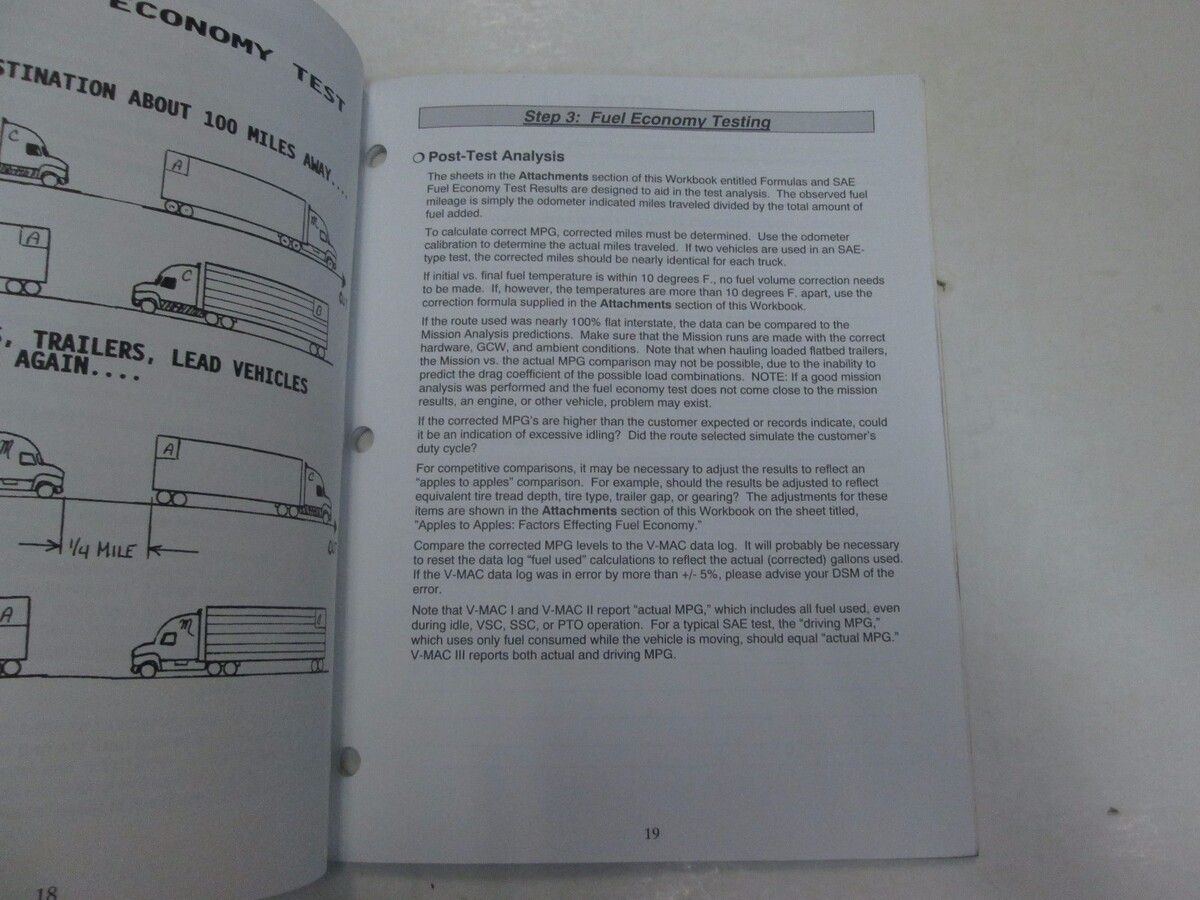 ECONOMY TEST
STINATION ABOUT 100 MILES AWAY....
C
A
M
A
C
B
OUT
, TRAILERS, LEAD VEHICLES
AGAIN....
M
A
C
1/4 MILE
A
M
18
Step 3: Fuel Economy Testing
Post-Test Analysis
The sheets in the Attachments section of this Workbook entitled Formulas and SAE
Fuel Economy Test Results are designed to aid in the test analysis. The observed fuel
mileage is simply the odometer indicated miles traveled divided by the total amount of
fuel added.
To calculate correct MPG, corrected miles must be determined. Use the odometer
calibration to determine the actual miles traveled. If two vehicles are used in an SAE-
type test, the corrected miles should be nearly identical for each truck.
If initial vs. final fuel temperature is within 10 degrees F., no fuel volume correction needs
to be made. If, however, the temperatures are more than 10 degrees F. apart, use the
correction formula supplied in the Attachments section of this Workbook.
If the route used was nearly 100% flat interstate, the data can be compared to the
Mission Analysis predictions. Make sure that the Mission runs are made with the correct
hardware, GCW, and ambient conditions. Note that when hauling loaded flatbed trailers,
the Mission vs. the actual MPG comparison may not be possible, due to the inability to
predict the drag coefficient of the possible load combinations. NOTE: If a good mission
analysis was performed and the fuel economy test does not come close to the mission
results, an engine, or other vehicle, problem may exist.
If the corrected MPG's are higher than the customer expected or records indicate, could
it be an indication of excessive idling? Did the route selected simulate the customer's
duty cycle?
For competitive comparisons, it may be necessary to adjust the results to reflect an
"apples to apples" comparison. For example, should the results be adjusted to reflect
equivalent tire tread depth, tire type, trailer gap, or gearing? The adjustments for these
items are shown in the Attachments section of this Workbook on the sheet titled,
"Apples to Apples: Factors Effecting Fuel Economy."
Compare the corrected MPG levels to the V-MAC data log. It will probably be necessary
to reset the data log "fuel used" calculations to reflect the actual (corrected) gallons used.
If the V-MAC data log was in error by more than +/- 5%, please advise your DSM of the
error.
Note that V-MAC I and V-MAC II report "actual MPG," which includes all fuel used, even
during idle, VSC, SSC, or PTO operation. For a typical SAE test, the "driving MPG,"
which uses only fuel consumed while the vehicle is moving, should equal "actual MPG."
V-MAC III reports both actual and driving MPG.
19